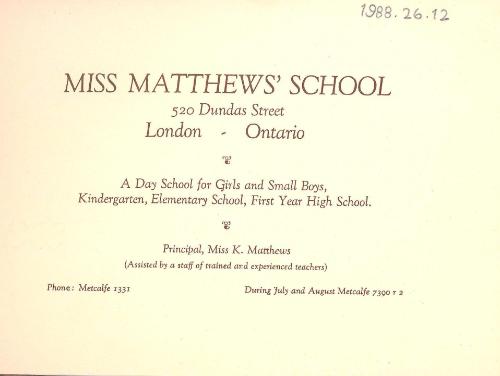 1988.26.12
MISS MATTHEWS' SCHOOL
520 Dundas Street
London - Ontario
A Day School for Girls and Small Boys,
Kindergarten, Elementary School, First Year High School.
Principal, Miss K. Matthews
(Assisted by a staff of trained and experienced teachers)
Phone: Metcalfe 1331 During July and August Metcalfe 7390 r 2